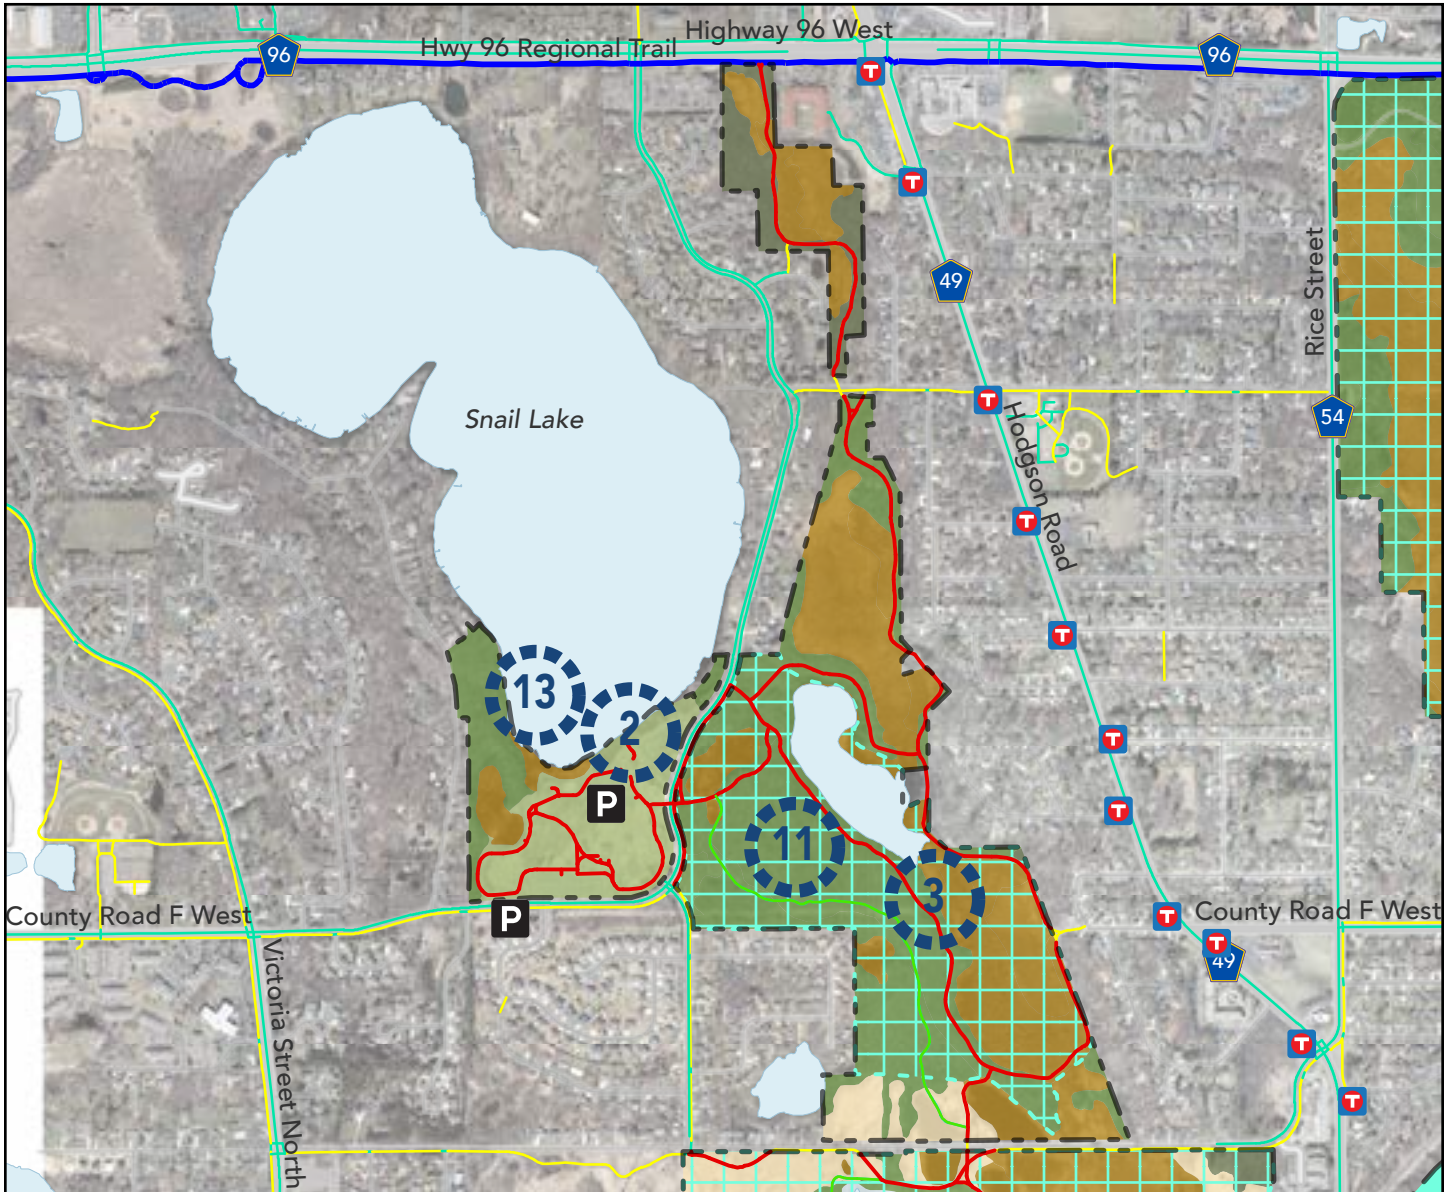 Highway 96 West
Hwy 96 Regional Trail
96
96
T
T
49
Rice Street
T
54
Snail Lake
Hodgson Road
T
T
13
2
T
P
T
11
3
P
County Road F West
T
County Road F West
T
49
Victoria Street North
T
T